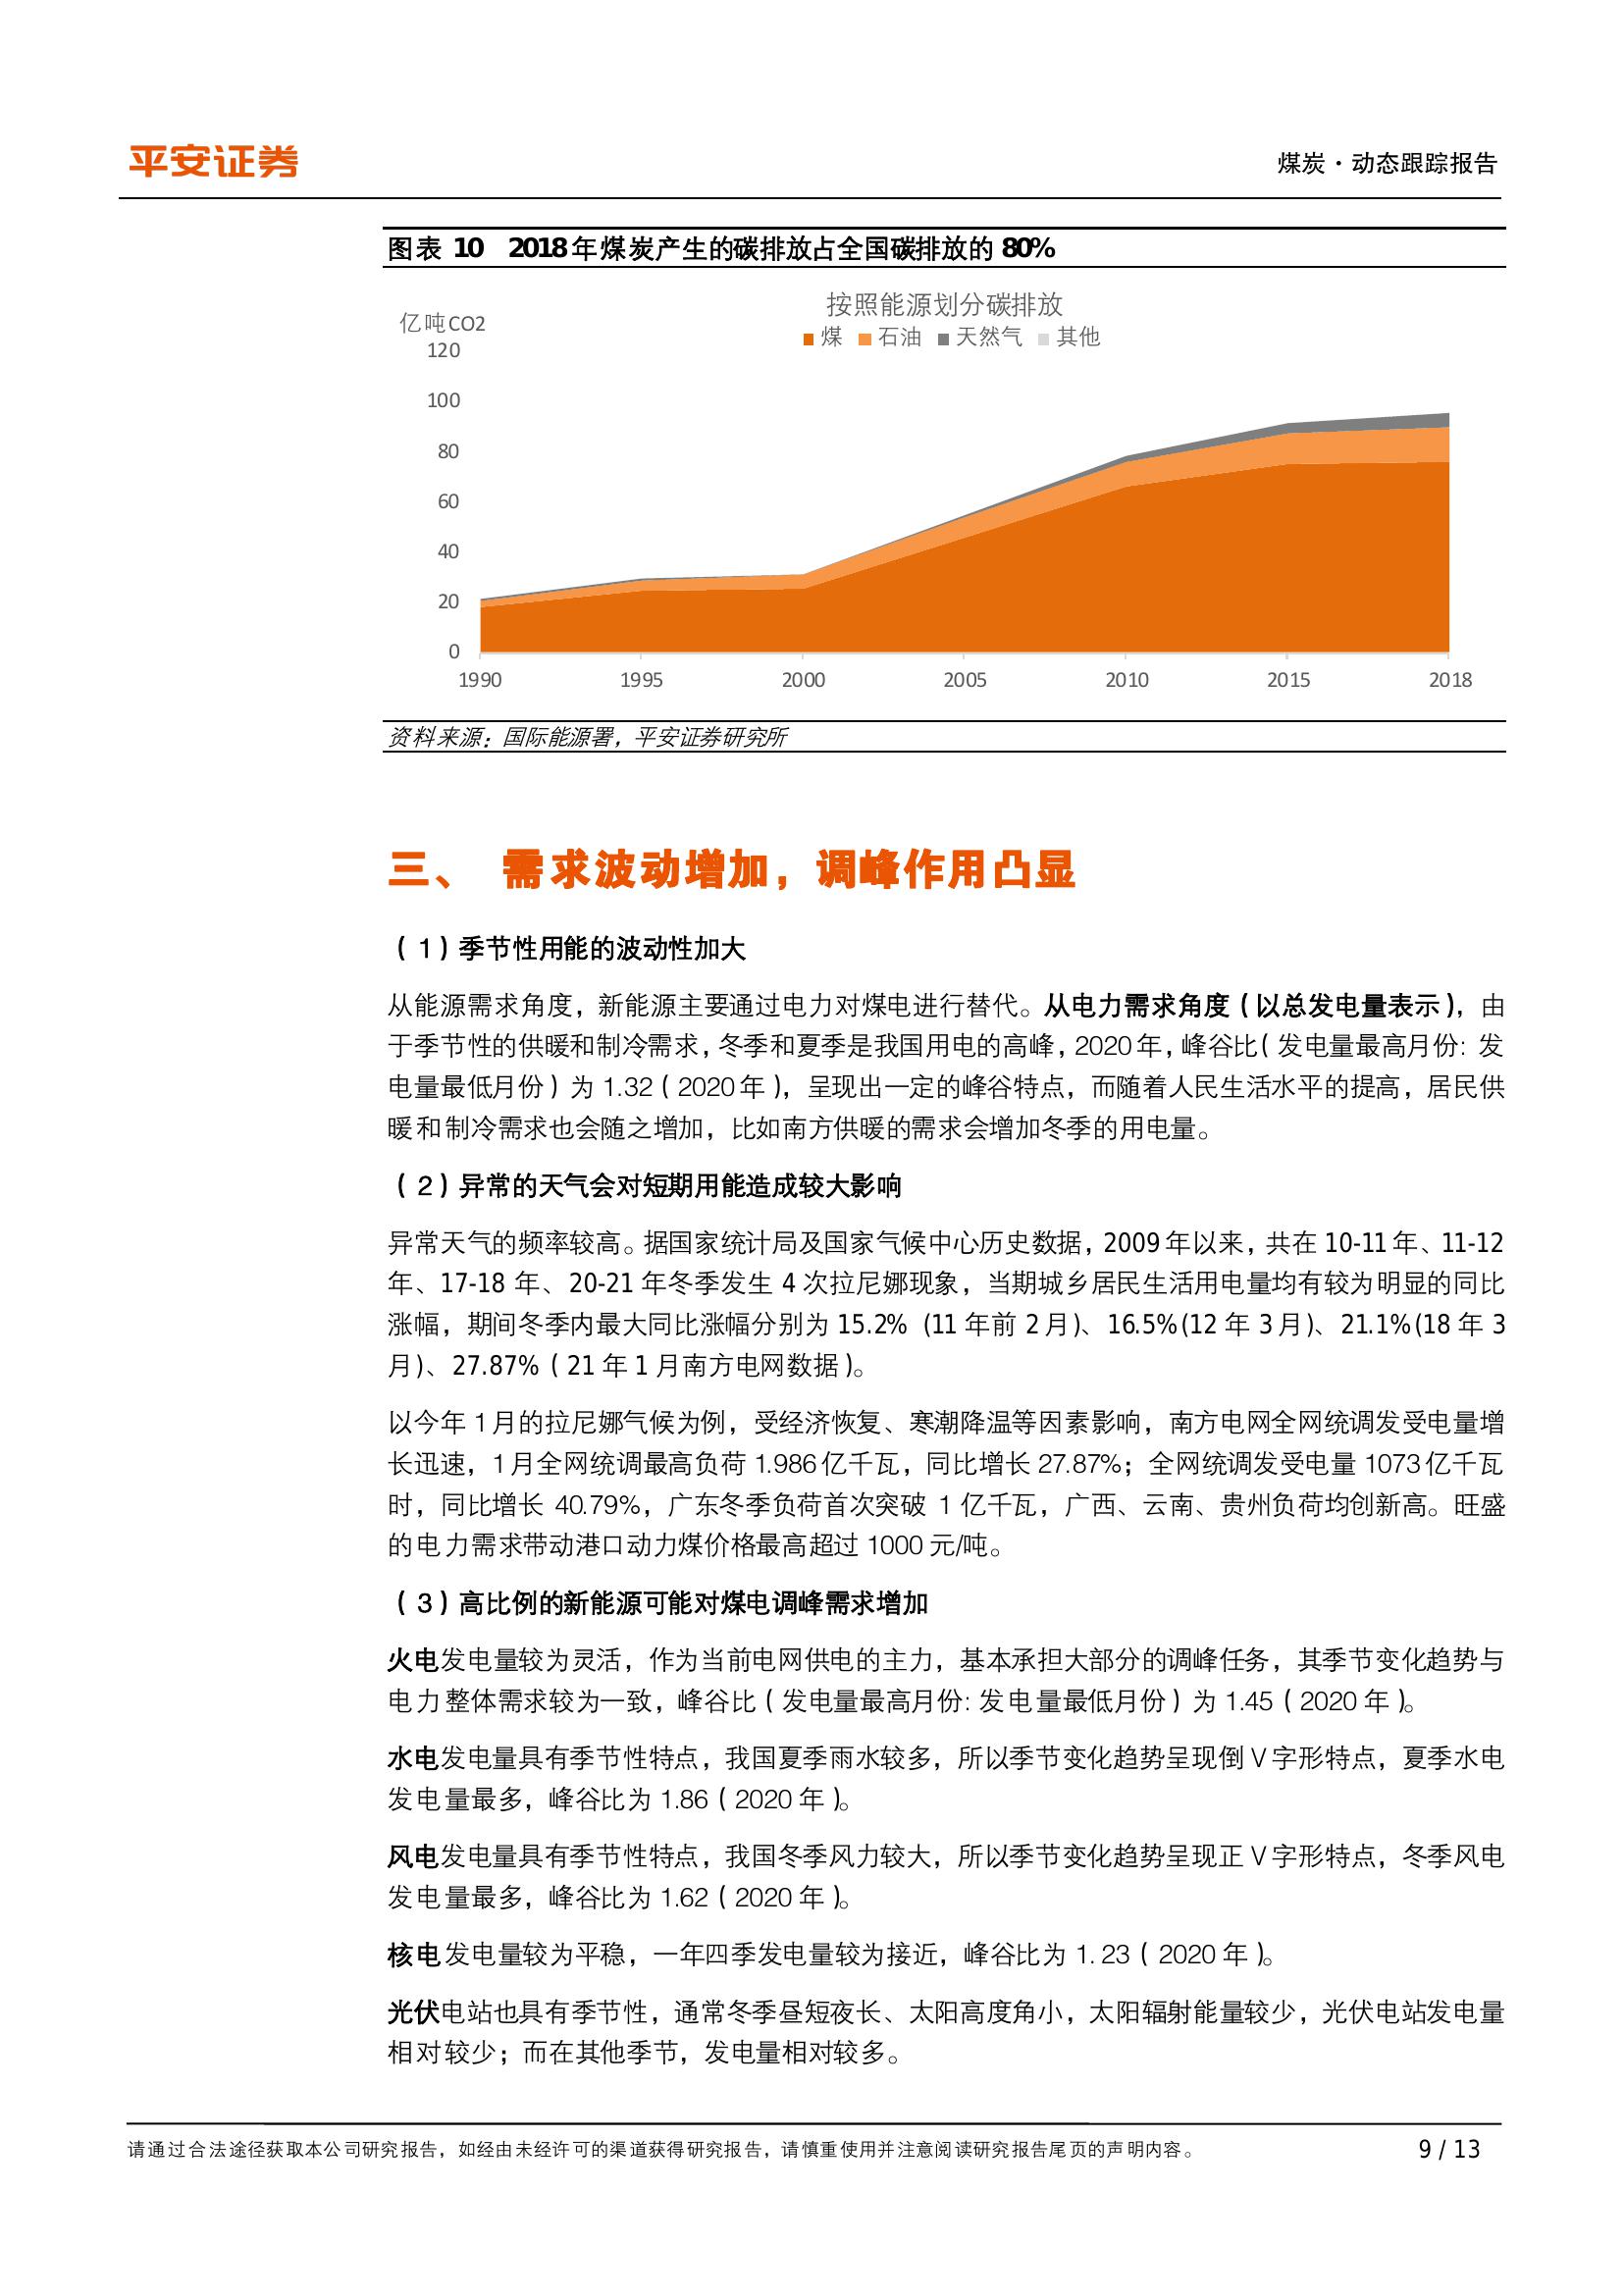 平安证券
煤炭·动态跟踪报告
图表 10 2018年煤炭产生的碳排放占全国碳排放的 80%
按照能源划分碳排放
亿吨CO2
煤 石油 天然气 其他
120
100
80
60
40
20
0
1990 1995 2000 2005 2010 2015 2018
资料来源：国际能源署，平安证券研究所
三、 需求波动增加，调峰作用凸显
（1）季节性用能的波动性加大
从能源需求角度，新能源主要通过电力对煤电进行替代。从电力需求角度（以总发电量表示），由
于季节性的供暖和制冷需求，冬季和夏季是我国用电的高峰，2020年，峰谷比（发电量最高月份: 发
电量最低月份）为 1.32（2020年），呈现出一定的峰谷特点，而随着人民生活水平的提高，居民供
暖和制冷需求也会随之增加，比如南方供暖的需求会增加冬季的用电量。
（2）异常的天气会对短期用能造成较大影响
异常天气的频率较高。据国家统计局及国家气候中心历史数据，2009年以来，共在 10-11年、11-12
年、17-18 年、20-21 年冬季发生 4 次拉尼娜现象，当期城乡居民生活用电量均有较为明显的同比
涨幅，期间冬季内最大同比涨幅分别为 15.2% (11 年前 2月)、16.5%(12 年 3月)、21.1%(18 年 3
月)、27.87%（21 年 1 月南方电网数据）。
以今年 1月的拉尼娜气候为例，受经济恢复、寒潮降温等因素影响，南方电网全网统调发受电量增
长迅速，1月全网统调最高负荷 1.986亿千瓦，同比增长 27.87%；全网统调发受电量 1073亿千瓦
时，同比增长 40.79%，广东冬季负荷首次突破 1 亿千瓦，广西、云南、贵州负荷均创新高。旺盛
的电力需求带动港口动力煤价格最高超过 1000 元/吨。
（3）高比例的新能源可能对煤电调峰需求增加
火电发电量较为灵活，作为当前电网供电的主力，基本承担大部分的调峰任务，其季节变化趋势与
电力整体需求较为一致，峰谷比（发电量最高月份: 发电量最低月份）为 1.45（2020 年）。
水电发电量具有季节性特点，我国夏季雨水较多，所以季节变化趋势呈现倒 V 字形特点，夏季水电
发电量最多，峰谷比为 1.86（2020 年）。
风电发电量具有季节性特点，我国冬季风力较大，所以季节变化趋势呈现正 V 字形特点，冬季风电
发电量最多，峰谷比为 1.62（2020 年）。
核电发电量较为平稳，一年四季发电量较为接近，峰谷比为 1. 23（2020 年）。
光伏电站也具有季节性，通常冬季昼短夜长、太阳高度角小，太阳辐射能量较少，光伏电站发电量
相对较少；而在其他季节，发电量相对较多。
请通过合法途径获取本公司研究报告，如经由未经许可的渠道获得研究报告，请慎重使用并注意阅读研究报告尾页的声明内容。
9 / 13